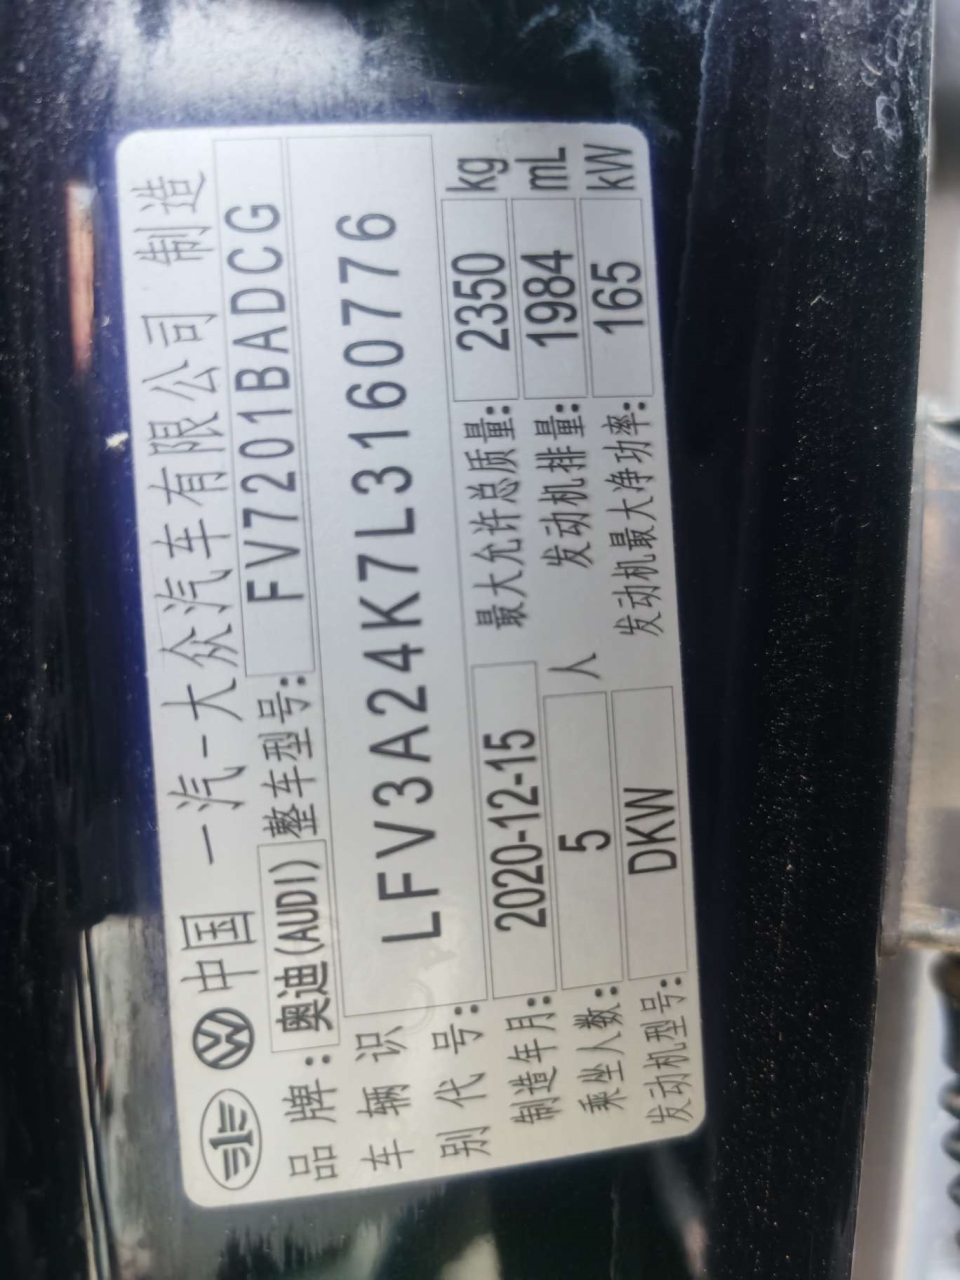 中国 一汽-大众汽车有限公司 制造
品牌: 奥迪(AUDI) 整车型号: FV7201BADCG
车辆识别代号: LFV3A24K7L3160776
制造年月: 2020-12-15 最大允许总质量: 2350 kg
乘坐人数: 5 人 发动机排量: 1984 mL
发动机型号: DKW 发动机最大净功率: 165 kW